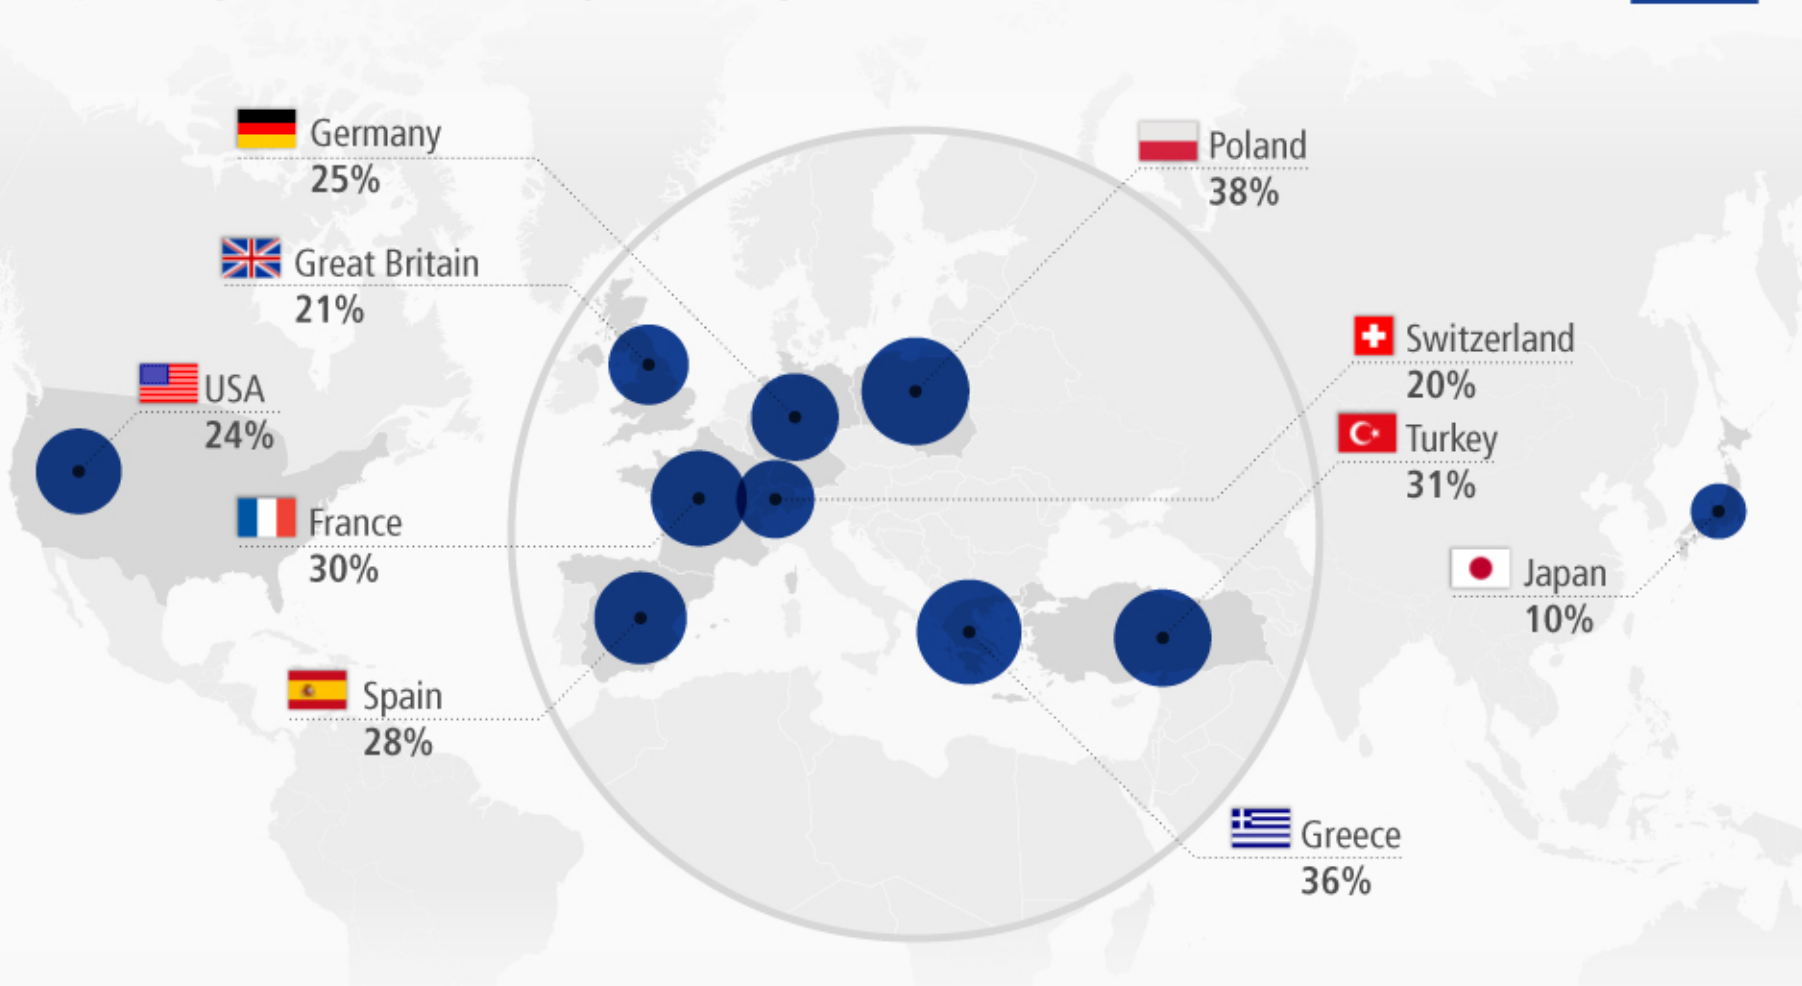 Germany
25%
Poland
38%
Great Britain
21%
Switzerland
20%
USA
24%
Turkey
31%
France
30%
Japan
10%
Spain
28%
Greece
36%